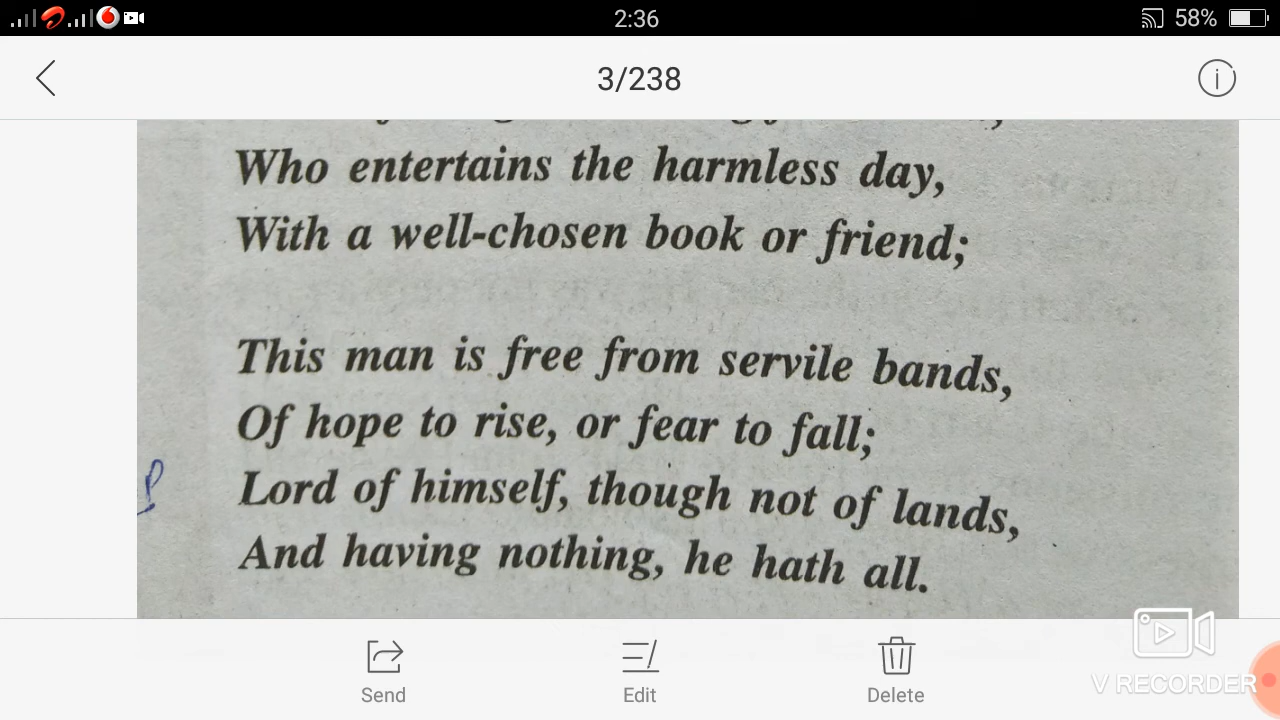 2:36
58%
3/238
Who entertains the harmless day,
With a well-chosen book or friend;
This man is free from servile bands,
Of hope to rise, or fear to fall;
Lord of himself, though not of lands,
And having nothing, he hath all.
Send
Edit
Delete
V RECORDER